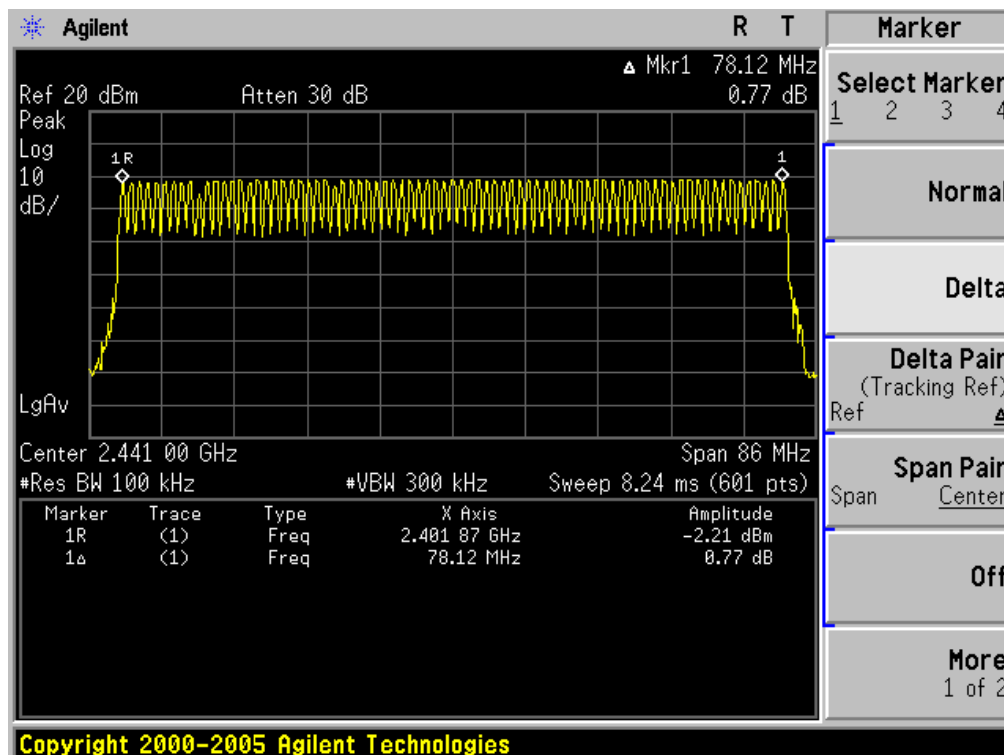 Agilent R T
Δ Mkr1 78.12 MHz
Ref 20 dBm Atten 30 dB 0.77 dB
Peak
Log
10
dB/
1R 1
LgAv
Center 2.441 00 GHz Span 86 MHz
#Res BW 100 kHz #VBW 300 kHz Sweep 8.24 ms (601 pts)
Marker Trace Type X Axis Amplitude
1R (1) Freq 2.401 87 GHz -2.21 dBm
1Δ (1) Freq 78.12 MHz 0.77 dB
Marker
Select Marker
1 2 3 4
Normal
Delta
Delta Pair
(Tracking Ref)
Ref Δ
Span Pair
Span Center
Off
More
1 of 2
Copyright 2000-2005 Agilent Technologies